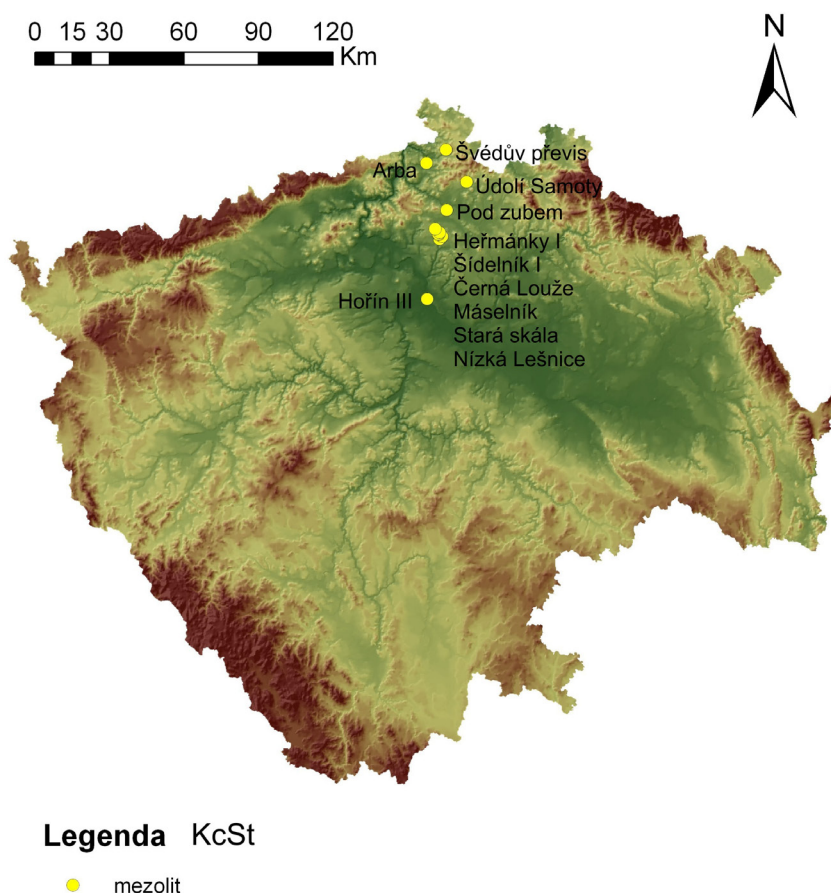 0 15 30 60 90 120
Km
N
Švédův převis
Arba
Údolí Samoty
Pod zubem
Heřmánky I
Šídelník I
Černá Louže
Hořín III
Máselník
Stará skála
Nízká Lešnice
Legenda KcSt
mezolit